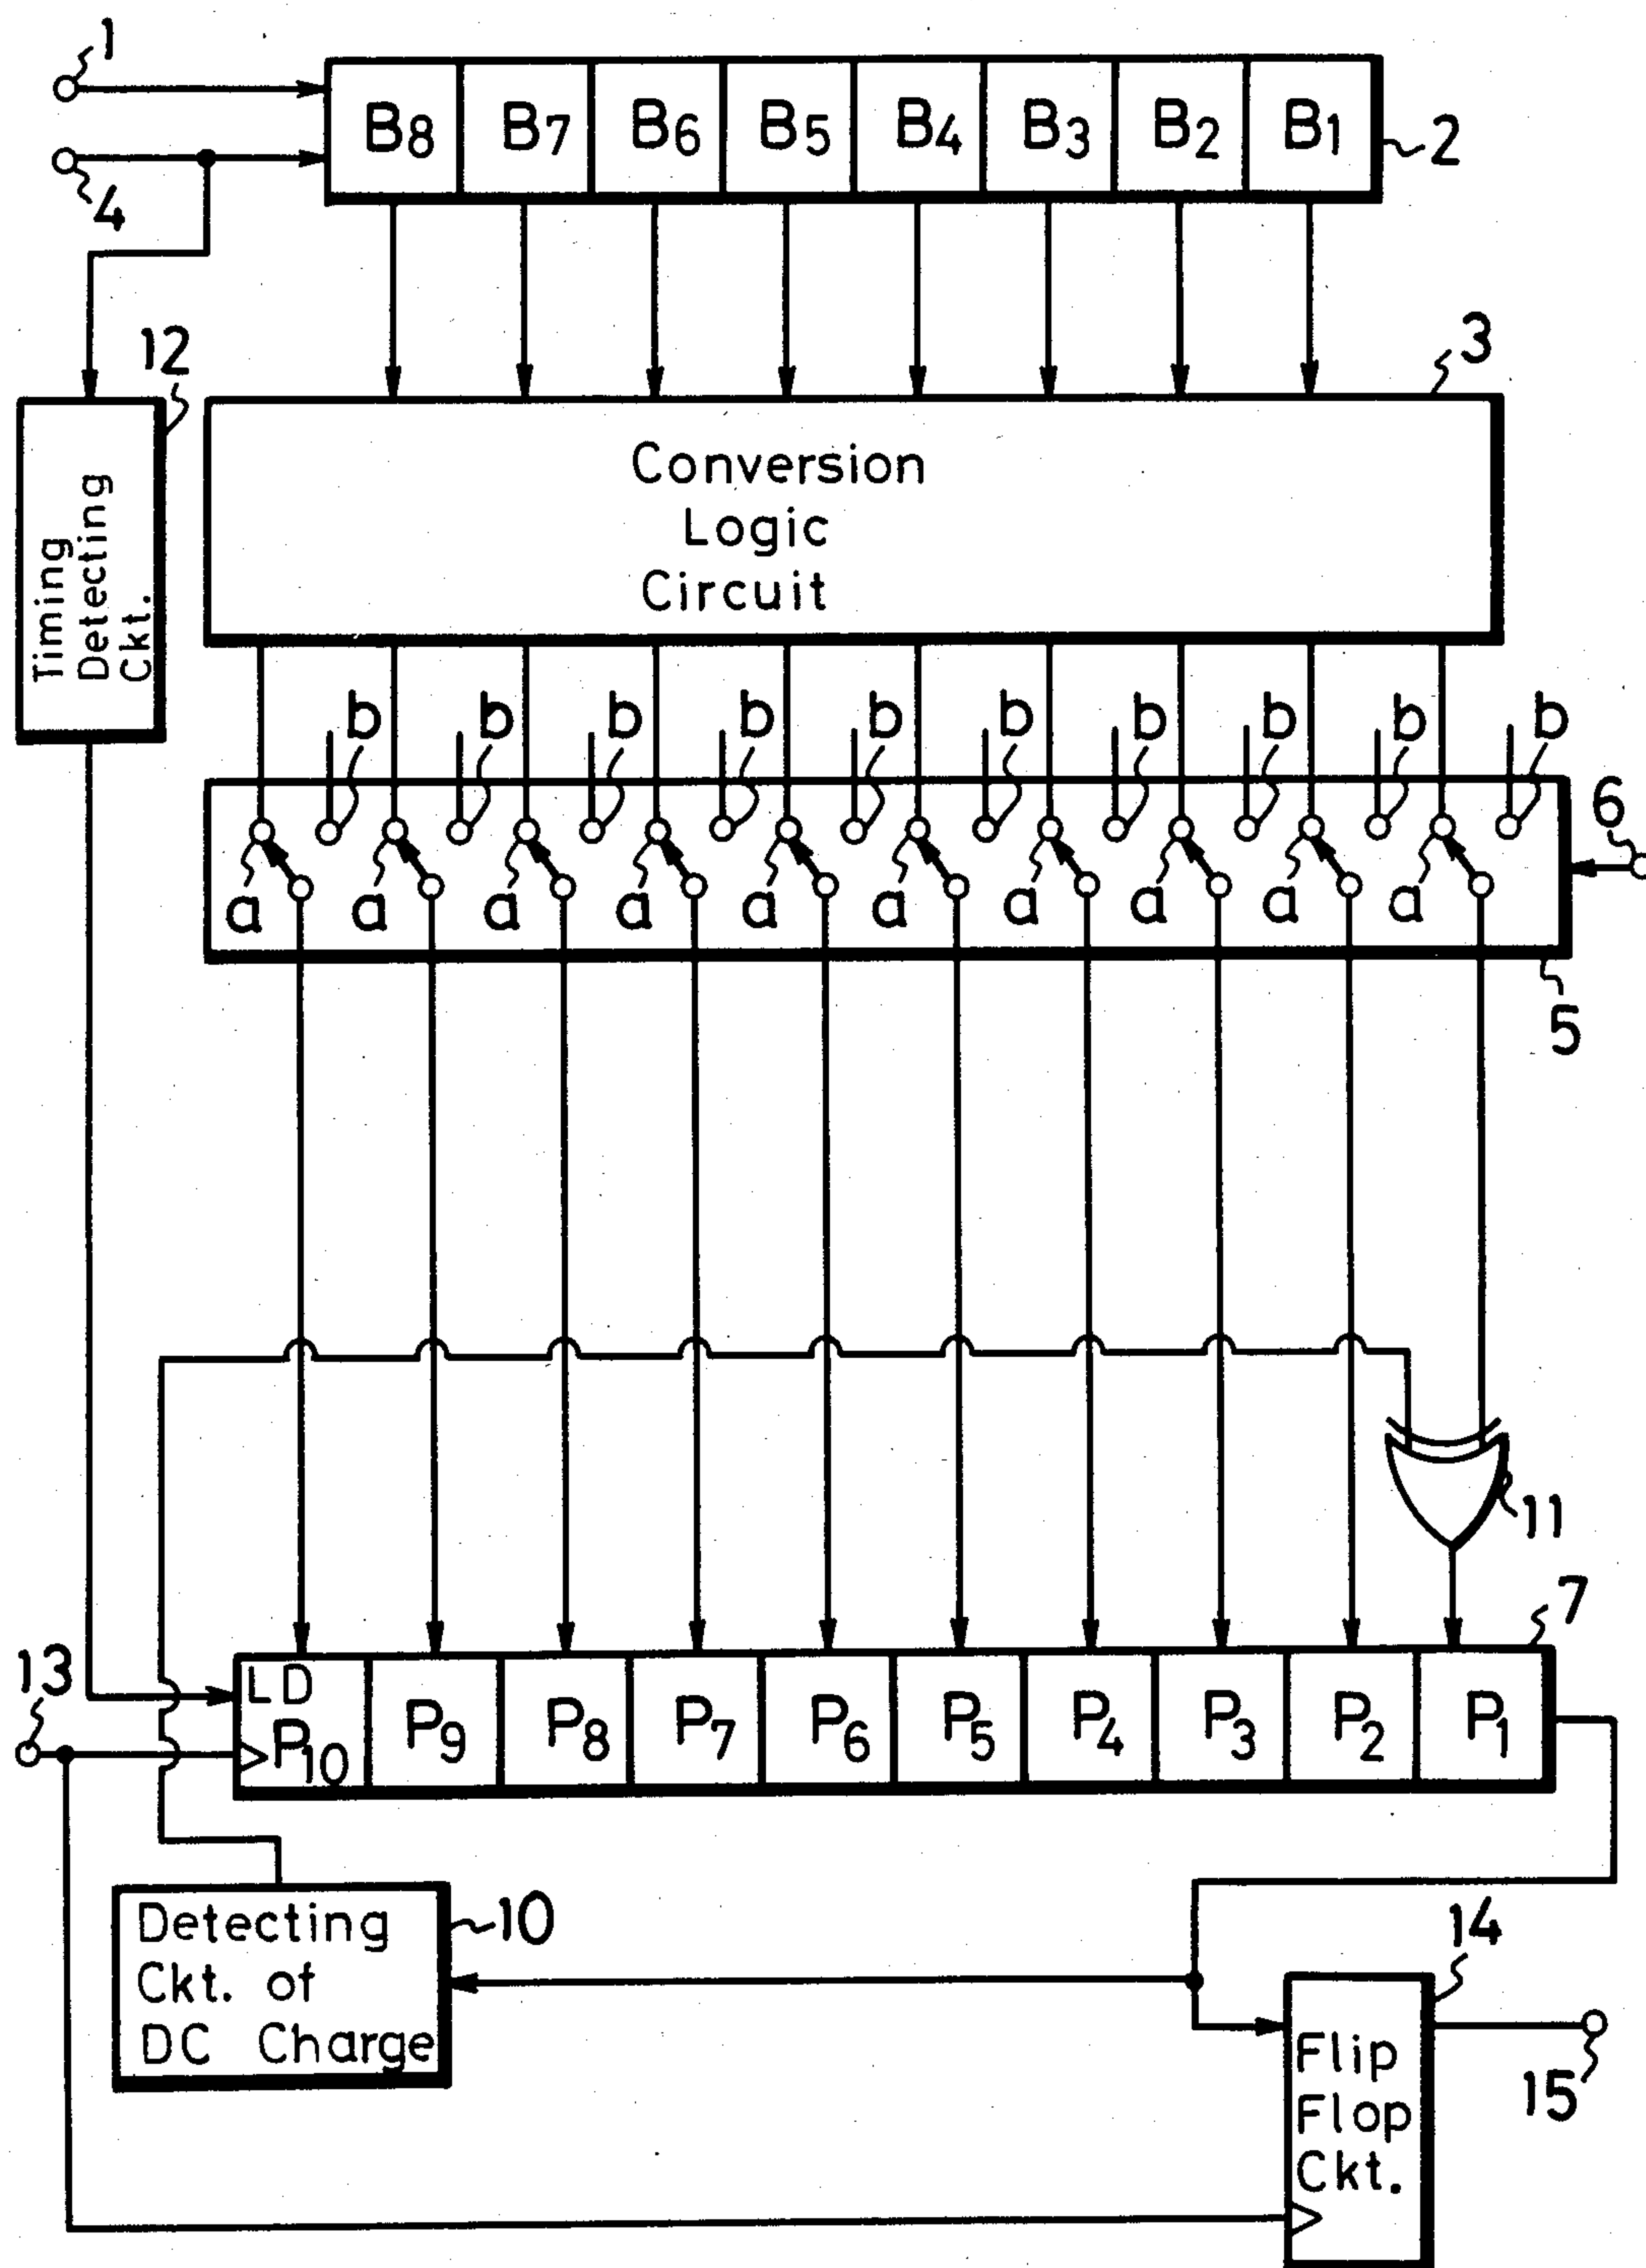 1
B8 B7 B6 B5 B4 B3 B2 B1
2
4
12
3
Conversion
Logic
Circuit
Timing
Detecting
Ckt.
b b b b b b b b b b
6
a a a a a a a a a a
5
11
7
13
LD
P10 P9 P8 P7 P6 P5 P4 P3 P2 P1
10
Detecting
Ckt. of
DC Charge
14
Flip
Flop
Ckt.
15